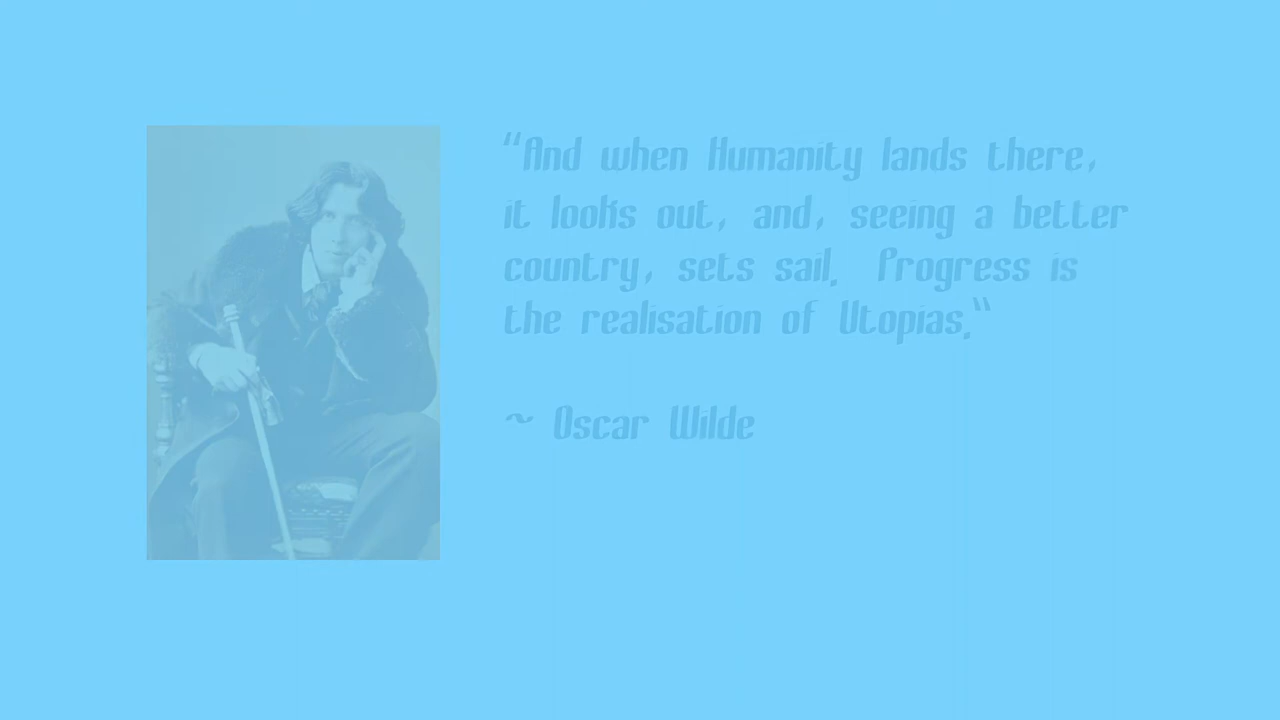 “And when Humanity lands there,
it looks out, and, seeing a better
country, sets sail. Progress is
the realisation of Utopias.“
~ Oscar Wilde